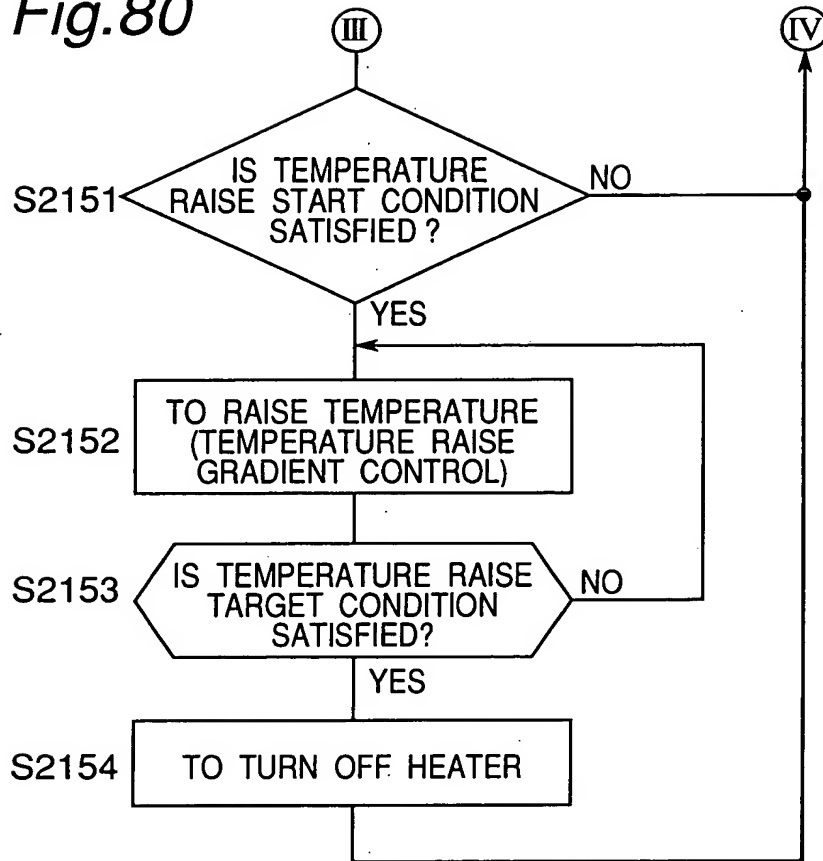 Fig.80
III
IV
S2151
IS TEMPERATURE
RAISE START CONDITION
SATISFIED ?
NO
YES
S2152
TO RAISE TEMPERATURE
(TEMPERATURE RAISE
GRADIENT CONTROL)
S2153
IS TEMPERATURE RAISE
TARGET CONDITION
SATISFIED?
NO
YES
S2154
TO TURN OFF HEATER